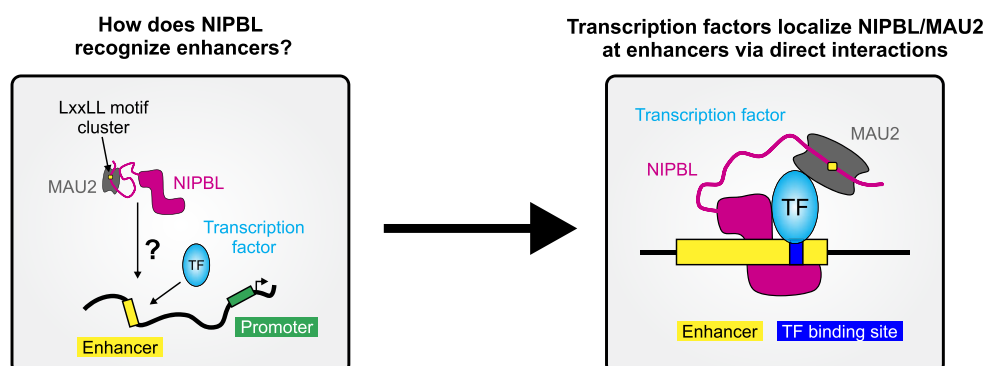 How does NIPBL
recognize enhancers?
LxxLL motif
cluster
MAU2
NIPBL
?
Transcription
factor
TF
Promoter
Enhancer
Transcription factors localize NIPBL/MAU2
at enhancers via direct interactions
Transcription factor
MAU2
NIPBL
TF
Enhancer
TF binding site